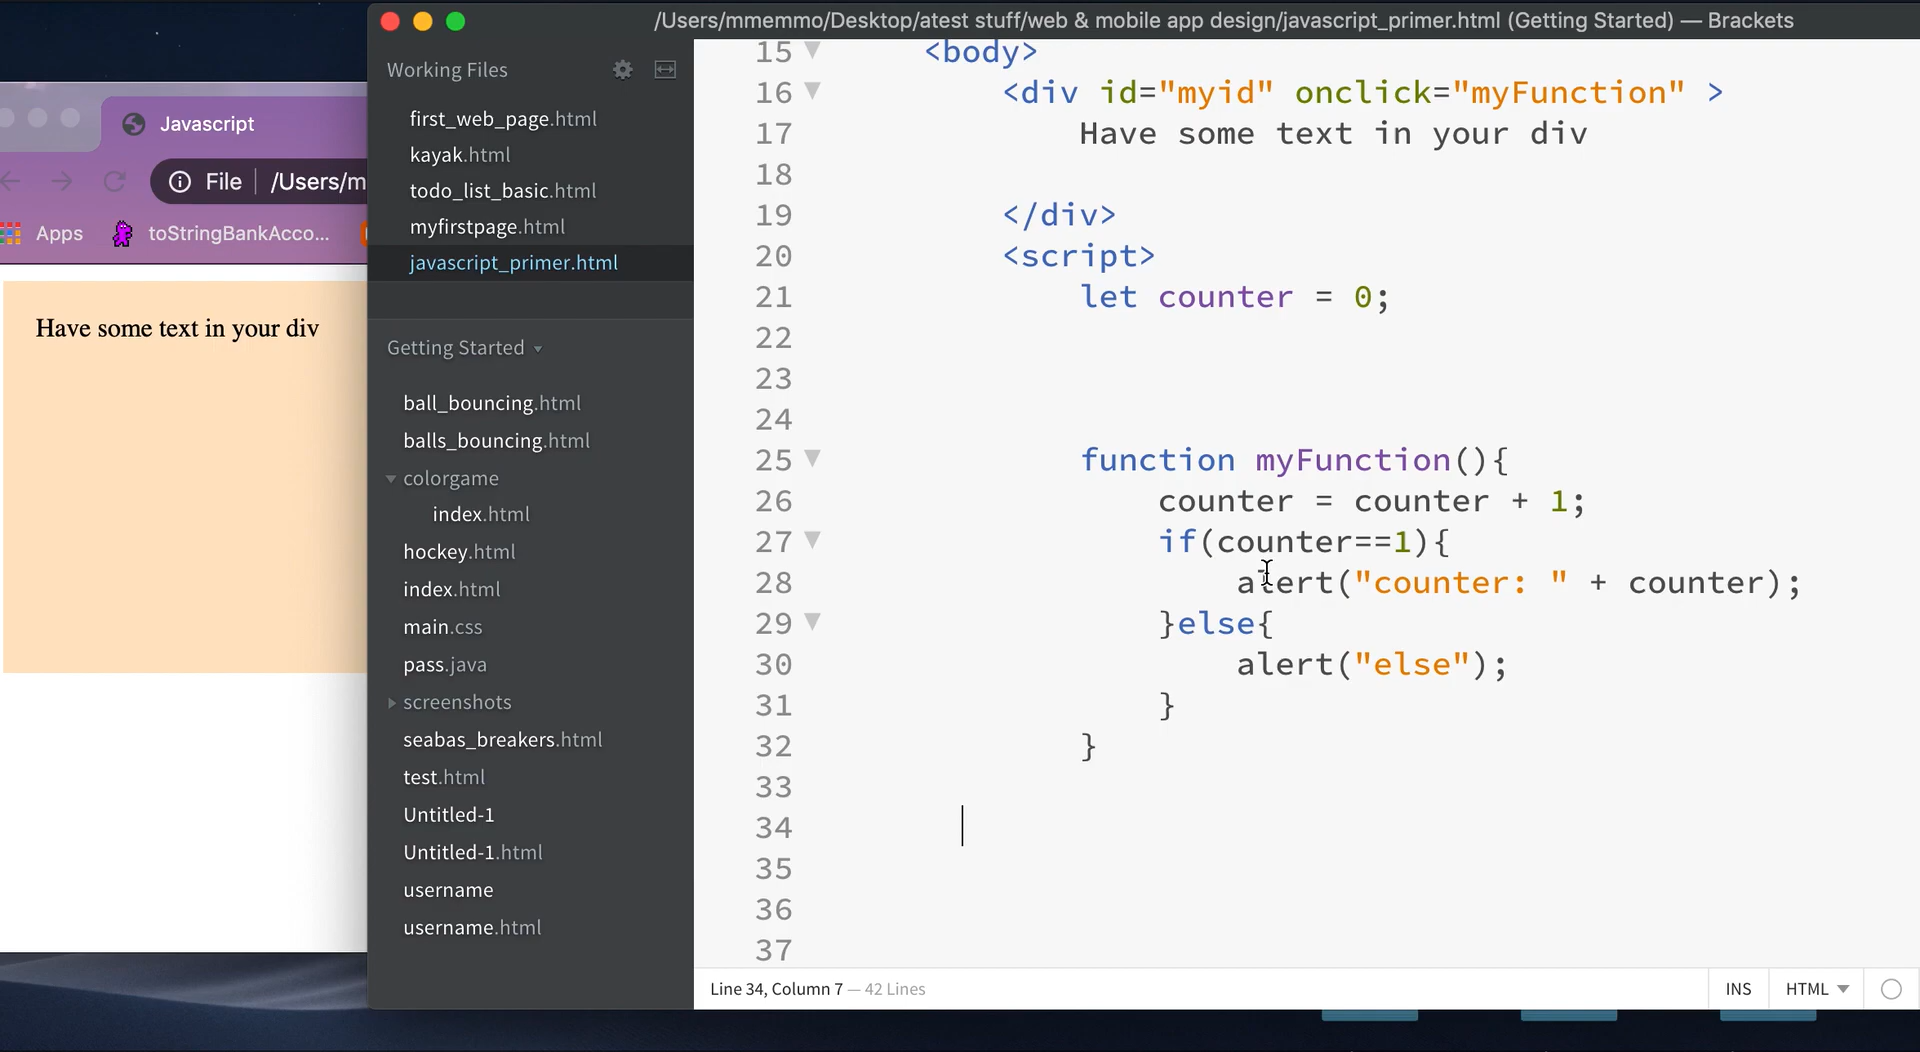 /Users/mmemmo/Desktop/atest stuff/web & mobile app design/javascript_primer.html (Getting Started) — Brackets
Javascript
File
/Users/m
Apps
toStringBankAcco...
Have some text in your div
Working Files
first_web_page.html
kayak.html
todo_list_basic.html
myfirstpage.html
javascript_primer.html
Getting Started
ball_bouncing.html
balls_bouncing.html
colorgame
index.html
hockey.html
index.html
main.css
pass.java
screenshots
seabas_breakers.html
test.html
Untitled-1
Untitled-1.html
username
username.html
15 <body>
16 <div id="myid" onclick="myFunction" >
17 Have some text in your div
18
19 </div>
20 <script>
21 let counter = 0;
22
23
24
25 function myFunction(){
26 counter = counter + 1;
27 if(counter==1){
28 alert("counter: " + counter);
29 }else{
30 alert("else");
31 }
32 }
33
34
35
36
37
Line 34, Column 7 — 42 Lines
INS
HTML